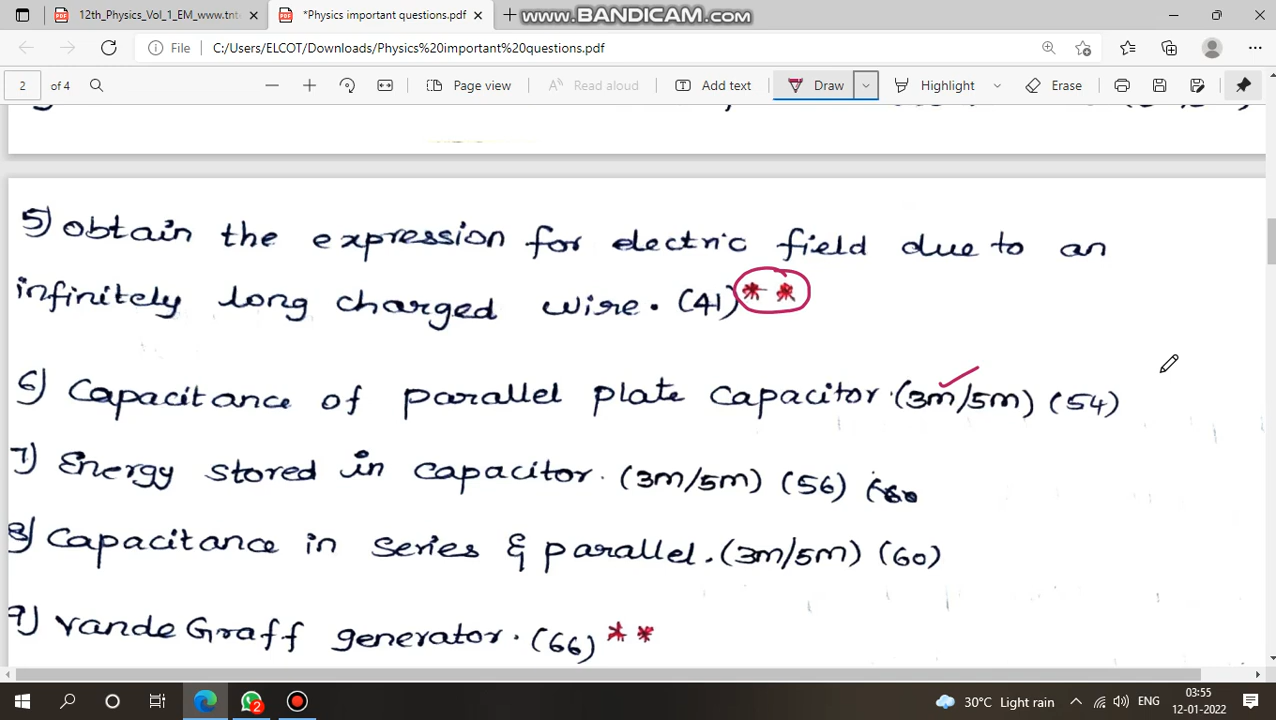 12th_Physics_Vol_1_EM_www.tnt
*Physics important questions.pdf
www.BANDICAM.com
File
C:/Users/ELCOT/Downloads/Physics%20important%20questions.pdf
2 of 4
Page view
Read aloud
Add text
Draw
Highlight
Erase
5) obtain the expression for electric field due to an
infinitely long charged wire. (41) **
6) Capacitance of parallel plate capacitor. (3m/5m) (54)
7) Energy stored in capacitor. (3m/5m) (56)
8) Capacitance in series & parallel. (3m/5m) (60)
9) VandeGraff generator. (66) **
2
30°C Light rain
ENG
03:55
12-01-2022